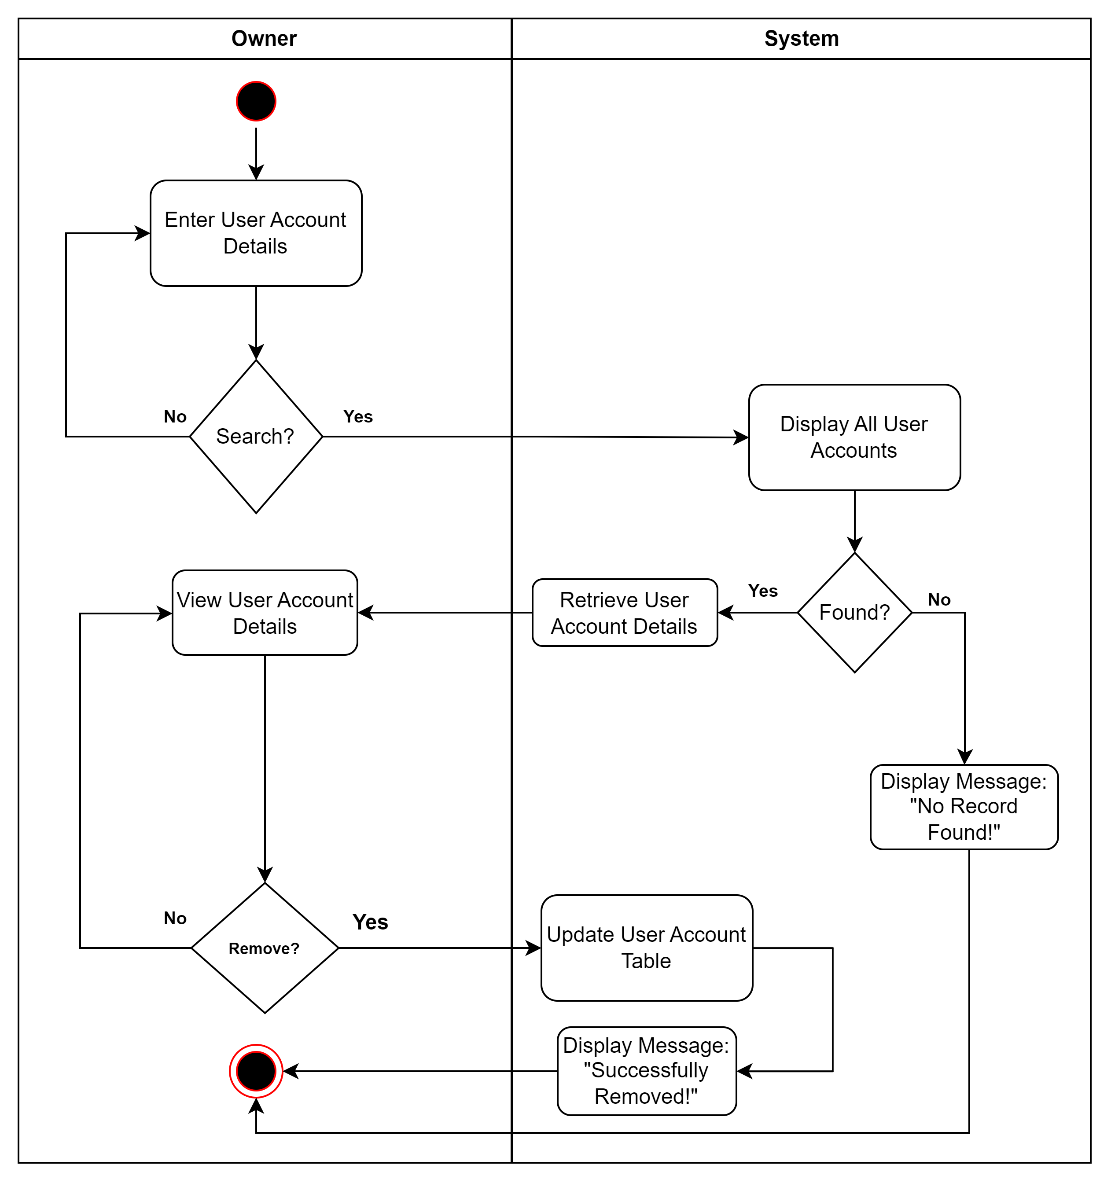 Owner
System
Enter User Account
Details
No
Yes
Search?
Display All User
Accounts
View User Account
Details
Retrieve User
Account Details
Yes
Found?
No
Display Message:
"No Record
Found!"
No
Yes
Remove?
Update User Account
Table
Display Message:
"Successfully
Removed!"